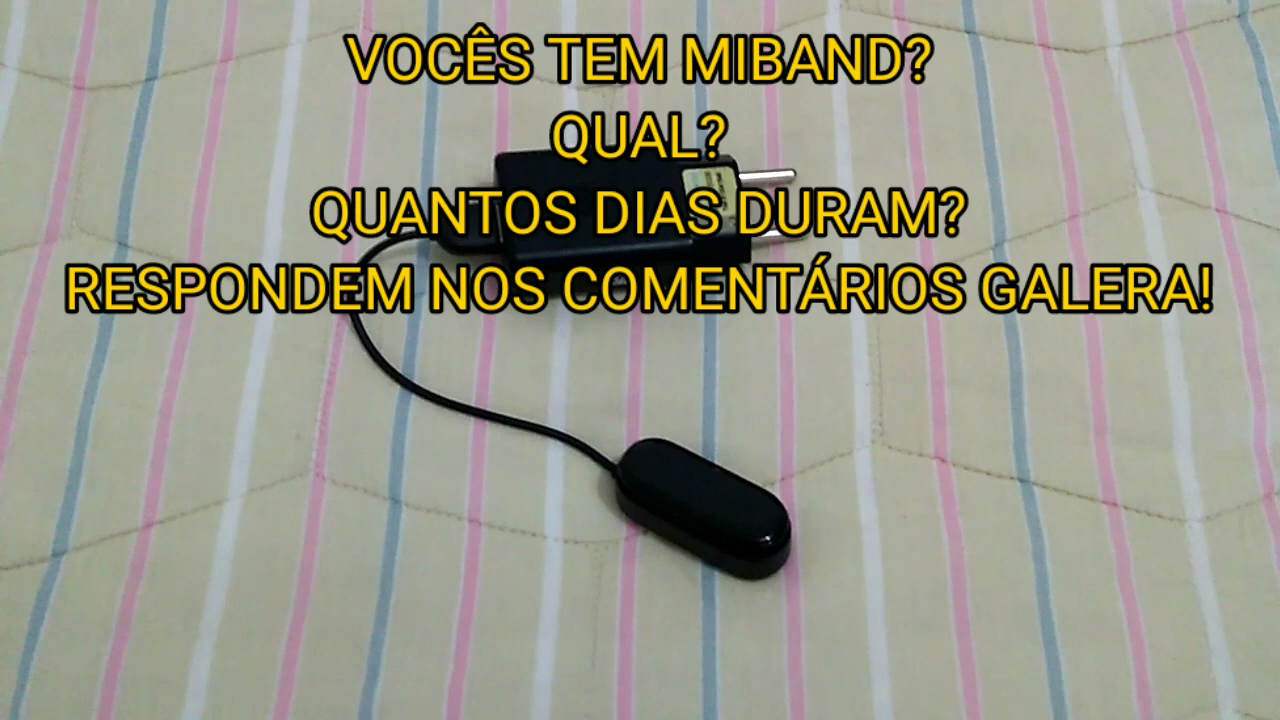 VOCÊS TEM MIBAND?
QUAL?
QUANTOS DIAS DURAM?
RESPONDEM NOS COMENTÁRIOS GALERA!